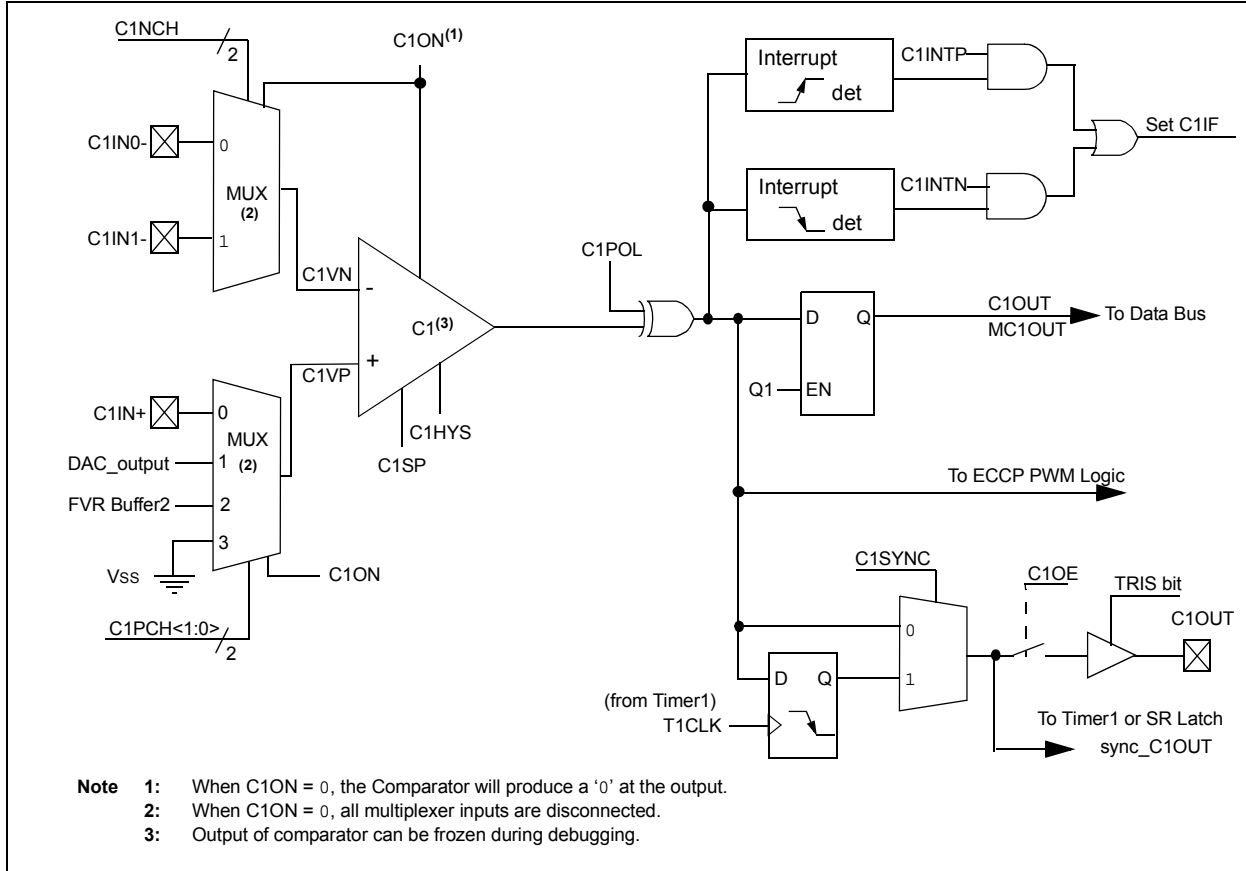 C1NCH
2
C1ON(1)
C1IN0-
0
MUX
(2)
C1IN1-
1
C1VN
-
C1(3)
+
C1VP
C1HYS
C1SP
C1IN+
0
MUX
(2)
DAC_output
1
FVR Buffer2
2
3
VSS
C1ON
C1PCH<1:0>
2
C1POL
Interrupt
det
C1INTP
Interrupt
det
C1INTN
Set C1IF
D Q
Q1
EN
C1OUT
MC1OUT
To Data Bus
To ECCP PWM Logic
C1SYNC
0
1
D Q
(from Timer1)
T1CLK
C1OE
TRIS bit
C1OUT
To Timer1 or SR Latch
sync_C1OUT
Note 1: When C1ON = 0, the Comparator will produce a ‘0’ at the output.
2: When C1ON = 0, all multiplexer inputs are disconnected.
3: Output of comparator can be frozen during debugging.